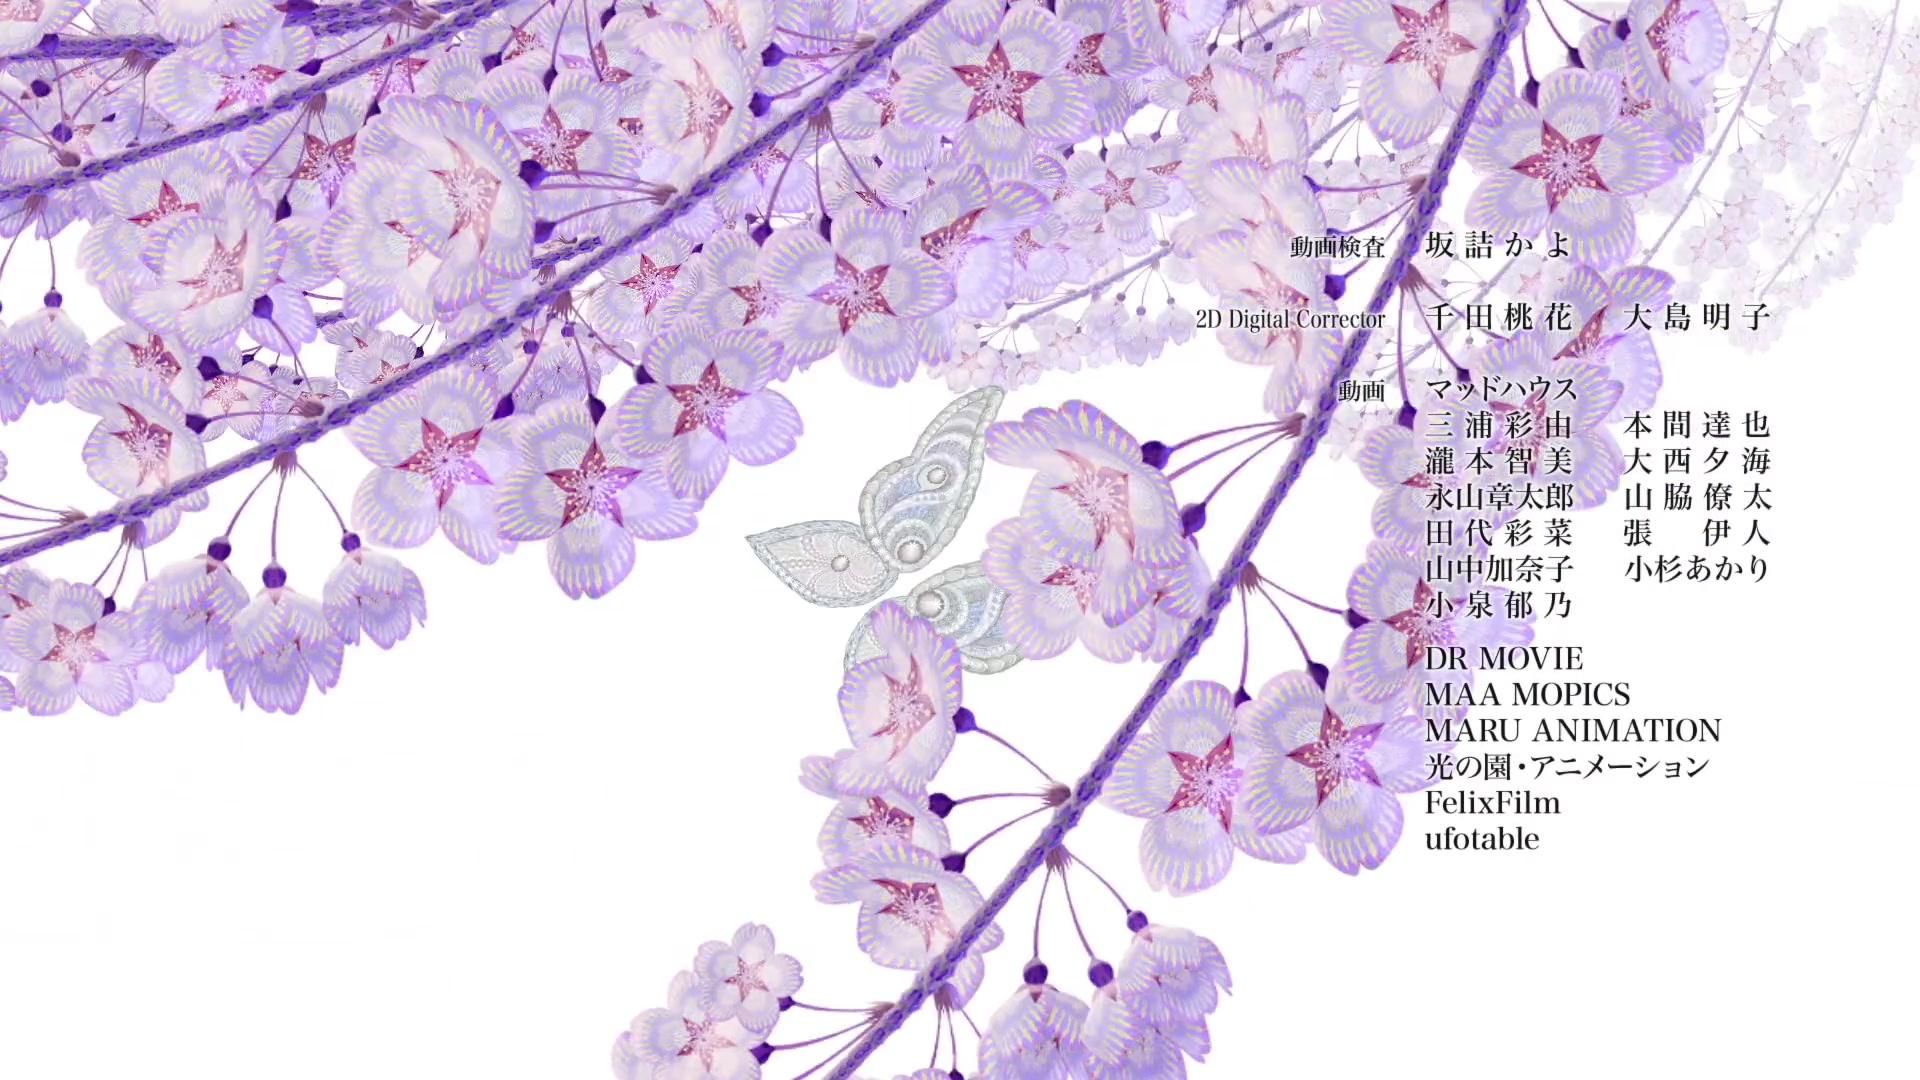 動画検査 坂詰かよ
2D Digital Corrector 千田桃花 大島明子
動画 マッドハウス
三浦彩由 本間達也
瀧本智美 大西夕海
永山章太郎 山脇僚太
田代彩菜 張 伊人
山中加奈子 小杉あかり
小泉郁乃
DR MOVIE
MAA MOPICS
MARU ANIMATION
光の園・アニメーション
FelixFilm
ufotable